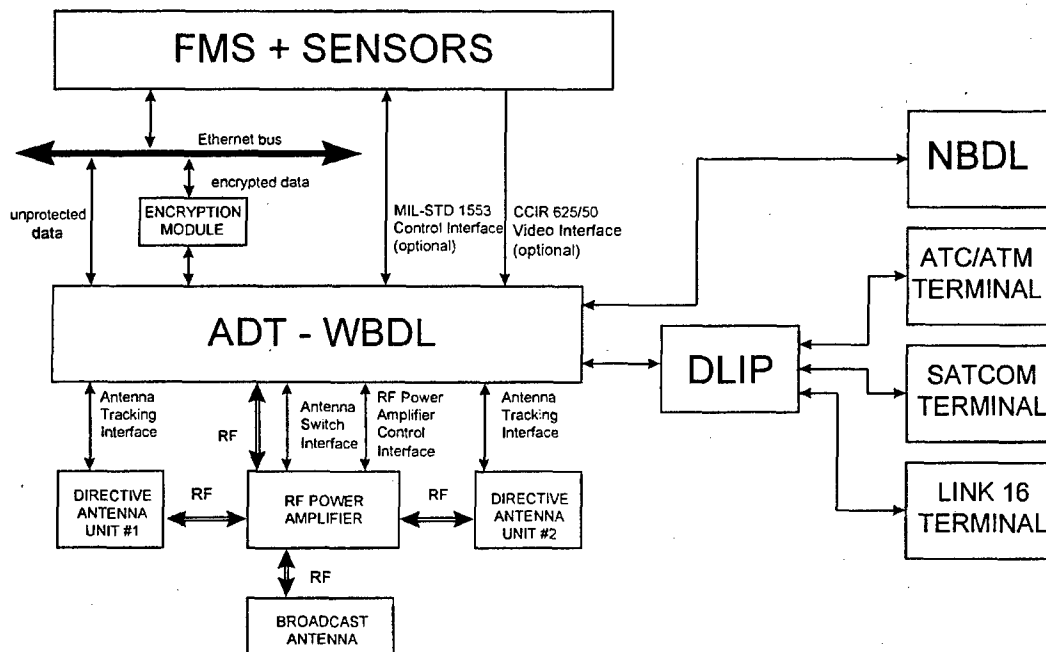 FMS + SENSORS
Ethernet bus
encrypted data
unprotected
data
ENCRYPTION
MODULE
MIL-STD 1553
Control Interface
(optional)
CCIR 625/50
Video Interface
(optional)
NBDL
ATC/ATM
TERMINAL
ADT - WBDL
DLIP
SATCOM
TERMINAL
LINK 16
TERMINAL
Antenna
Tracking
Interface
RF
Antenna
Switch
Interface
RF Power
Amplifier
Control
Interface
Antenna
Tracking
Interface
DIRECTIVE
ANTENNA
UNIT #1
RF
RF POWER
AMPLIFIER
RF
DIRECTIVE
ANTENNA
UNIT #2
RF
BROADCAST
ANTENNA